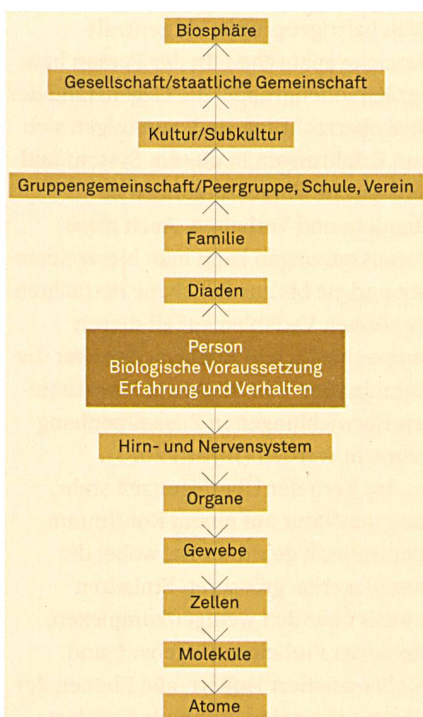 Biosphäre
Gesellschaft/staatliche Gemeinschaft
Kultur/Subkultur
Gruppengemeinschaft/Peergruppe, Schule, Verein
Familie
Diaden
Person
Biologische Voraussetzung
Erfahrung und Verhalten
Hirn- und Nervensystem
Organe
Gewebe
Zellen
Moleküle
Atome